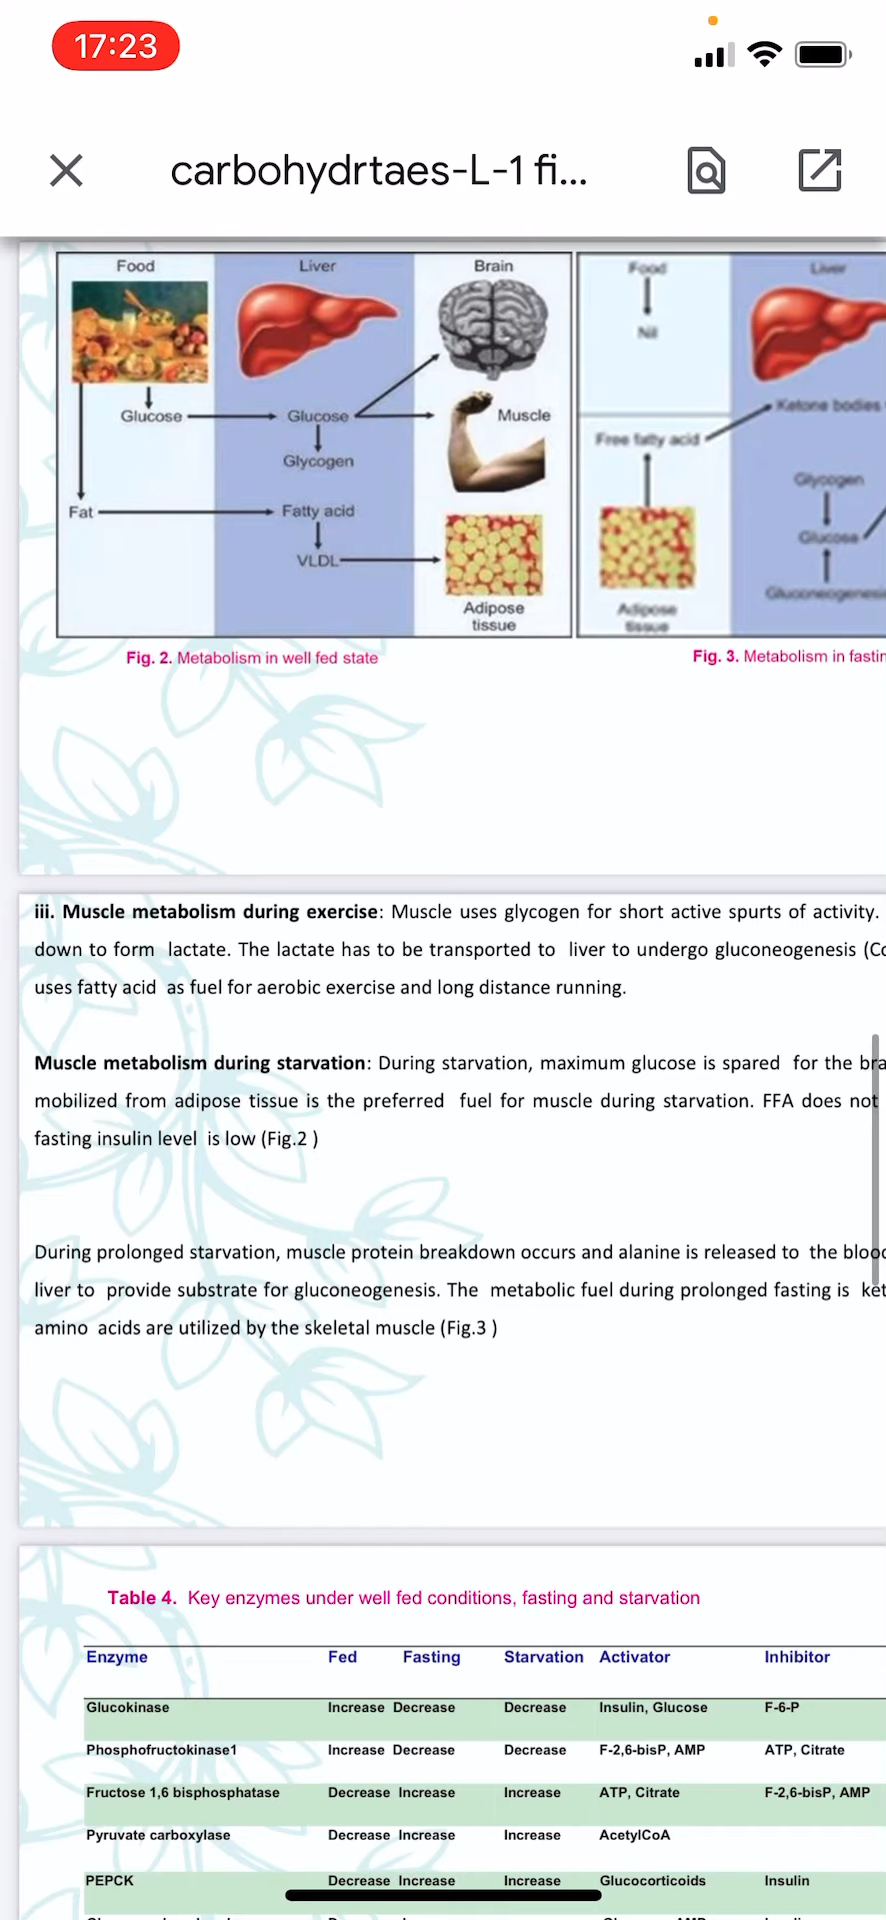 17:23
carbohydrtaes-L-1 fi...
Food
Liver
Brain
Glucose
Glucose
Muscle
Glycogen
Fat
Fatty acid
VLDL
Adipose
tissue
Fig. 2. Metabolism in well fed state
Food
Liver
Nil
Ketone bodies
Free fatty acid
Glycogen
Glucose
Gluconeogenesi
Adipose
tissue
Fig. 3. Metabolism in fastin
iii. Muscle metabolism during exercise: Muscle uses glycogen for short active spurts of activity.
down to form lactate. The lactate has to be transported to liver to undergo gluconeogenesis (Co
uses fatty acid as fuel for aerobic exercise and long distance running.
Muscle metabolism during starvation: During starvation, maximum glucose is spared for the bra
mobilized from adipose tissue is the preferred fuel for muscle during starvation. FFA does not
fasting insulin level is low (Fig.2 )
During prolonged starvation, muscle protein breakdown occurs and alanine is released to the blood
liver to provide substrate for gluconeogenesis. The metabolic fuel during prolonged fasting is ket
amino acids are utilized by the skeletal muscle (Fig.3 )
Table 4. Key enzymes under well fed conditions, fasting and starvation
Enzyme Fed Fasting Starvation Activator Inhibitor
Glucokinase Increase Decrease Decrease Insulin, Glucose F-6-P
Phosphofructokinase1 Increase Decrease Decrease F-2,6-bisP, AMP ATP, Citrate
Fructose 1,6 bisphosphatase Decrease Increase Increase ATP, Citrate F-2,6-bisP, AMP
Pyruvate carboxylase Decrease Increase Increase AcetylCoA
PEPCK Decrease Increase Increase Glucocorticoids Insulin